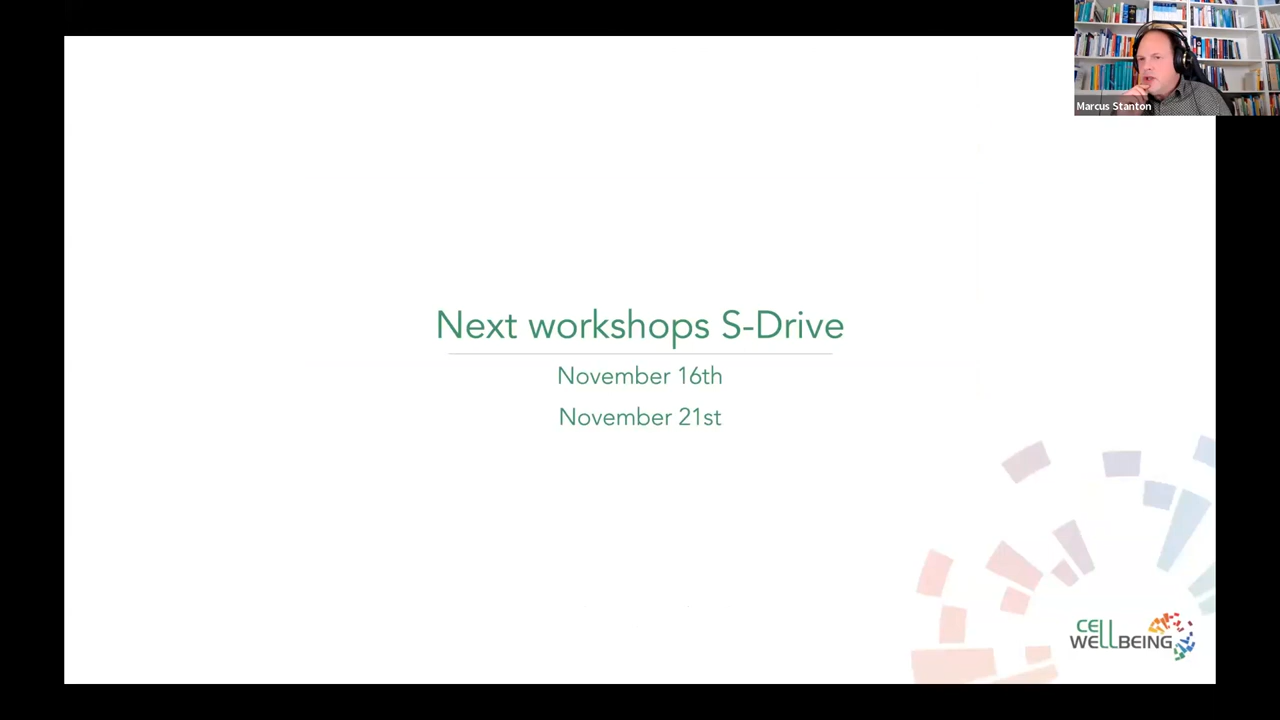 Marcus Stanton
Next workshops S-Drive
November 16th
November 21st
CELL
WELLBEING